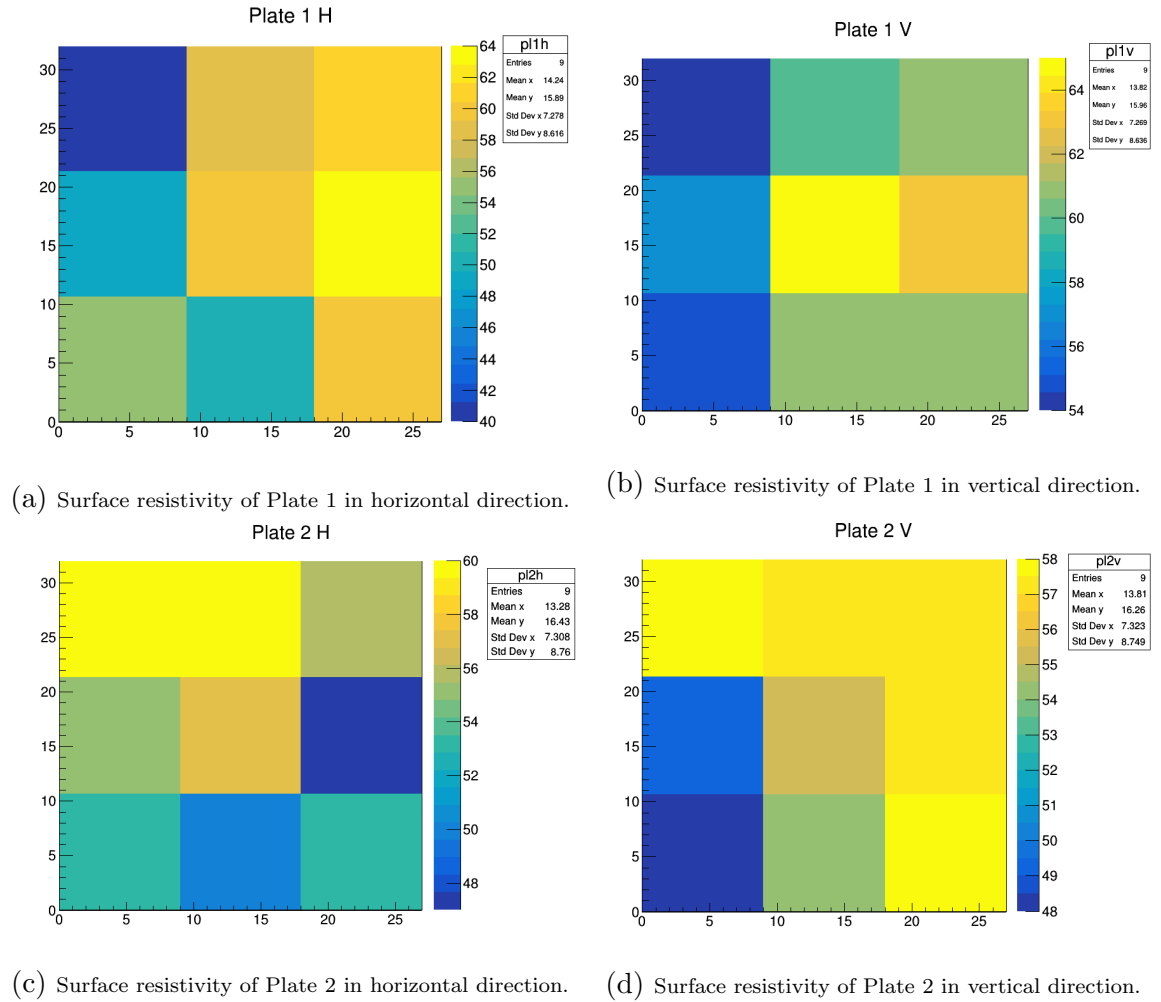 Plate 1 H
pl1h
Entries 9
Mean x 14.24
Mean y 15.89
Std Dev x 7.278
Std Dev y 8.616
30
25
20
15
10
5
0
0 5 10 15 20 25
64
62
60
58
56
54
52
50
48
46
44
42
40
(a) Surface resistivity of Plate 1 in horizontal direction.
Plate 1 V
pl1v
Entries 9
Mean x 13.82
Mean y 15.96
Std Dev x 7.269
Std Dev y 8.636
30
25
20
15
10
5
0
0 5 10 15 20 25
64
62
60
58
56
54
(b) Surface resistivity of Plate 1 in vertical direction.
Plate 2 H
pl2h
Entries 9
Mean x 13.28
Mean y 16.43
Std Dev x 7.308
Std Dev y 8.76
30
25
20
15
10
5
0
0 5 10 15 20 25
60
58
56
54
52
50
48
(c) Surface resistivity of Plate 2 in horizontal direction.
Plate 2 V
pl2v
Entries 9
Mean x 13.81
Mean y 16.26
Std Dev x 7.323
Std Dev y 8.749
30
25
20
15
10
5
0
0 5 10 15 20 25
58
57
56
55
54
53
52
51
50
49
48
(d) Surface resistivity of Plate 2 in vertical direction.